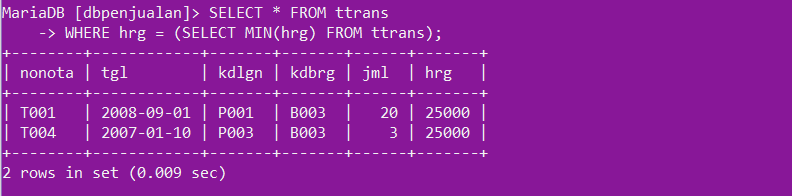 MariaDB [dbpenjualan]> SELECT * FROM ttrans
    -> WHERE hrg = (SELECT MIN(hrg) FROM ttrans);
+--------+------------+-------+-------+------+-------+
| nonota | tgl        | kdlgn | kdbrg | jml  | hrg   |
+--------+------------+-------+-------+------+-------+
| T001   | 2008-09-01 | P001  | B003  |   20 | 25000 |
| T004   | 2007-01-10 | P003  | B003  |    3 | 25000 |
+--------+------------+-------+-------+------+-------+
2 rows in set (0.009 sec)